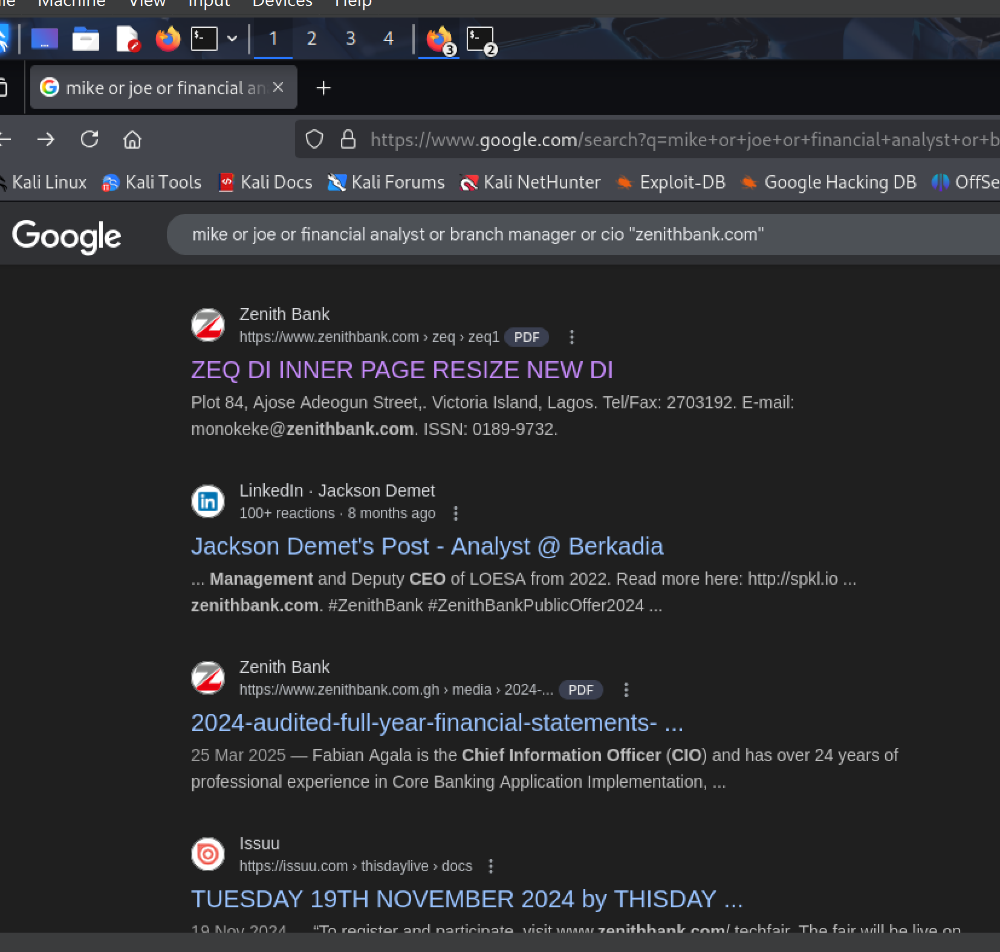 Machine View Input Devices Help
$- 1 2 3 4 3 $- 2
mike or joe or financial an
https://www.google.com/search?q=mike+or+joe+or+financial+analyst+or+b
Kali Linux Kali Tools Kali Docs Kali Forums Kali NetHunter Exploit-DB Google Hacking DB OffSe
Google mike or joe or financial analyst or branch manager or cio "zenithbank.com"
Zenith Bank
https://www.zenithbank.com › zeq › zeq1 PDF
ZEQ DI INNER PAGE RESIZE NEW DI
Plot 84, Ajose Adeogun Street,. Victoria Island, Lagos. Tel/Fax: 2703192. E-mail:
monokeke@zenithbank.com. ISSN: 0189-9732.
LinkedIn · Jackson Demet
100+ reactions · 8 months ago
Jackson Demet's Post - Analyst @ Berkadia
... Management and Deputy CEO of LOESA from 2022. Read more here: http://spkl.io ...
zenithbank.com. #ZenithBank #ZenithBankPublicOffer2024 ...
Zenith Bank
https://www.zenithbank.com.gh › media › 2024-... PDF
2024-audited-full-year-financial-statements- ...
25 Mar 2025 — Fabian Agala is the Chief Information Officer (CIO) and has over 24 years of
professional experience in Core Banking Application Implementation, ...
Issuu
https://issuu.com › thisdaylive › docs
TUESDAY 19TH NOVEMBER 2024 by THISDAY ...
19 Nov 2024 — “To register and participate, visit www.zenithbank.com/ techfair. The fair will be live on